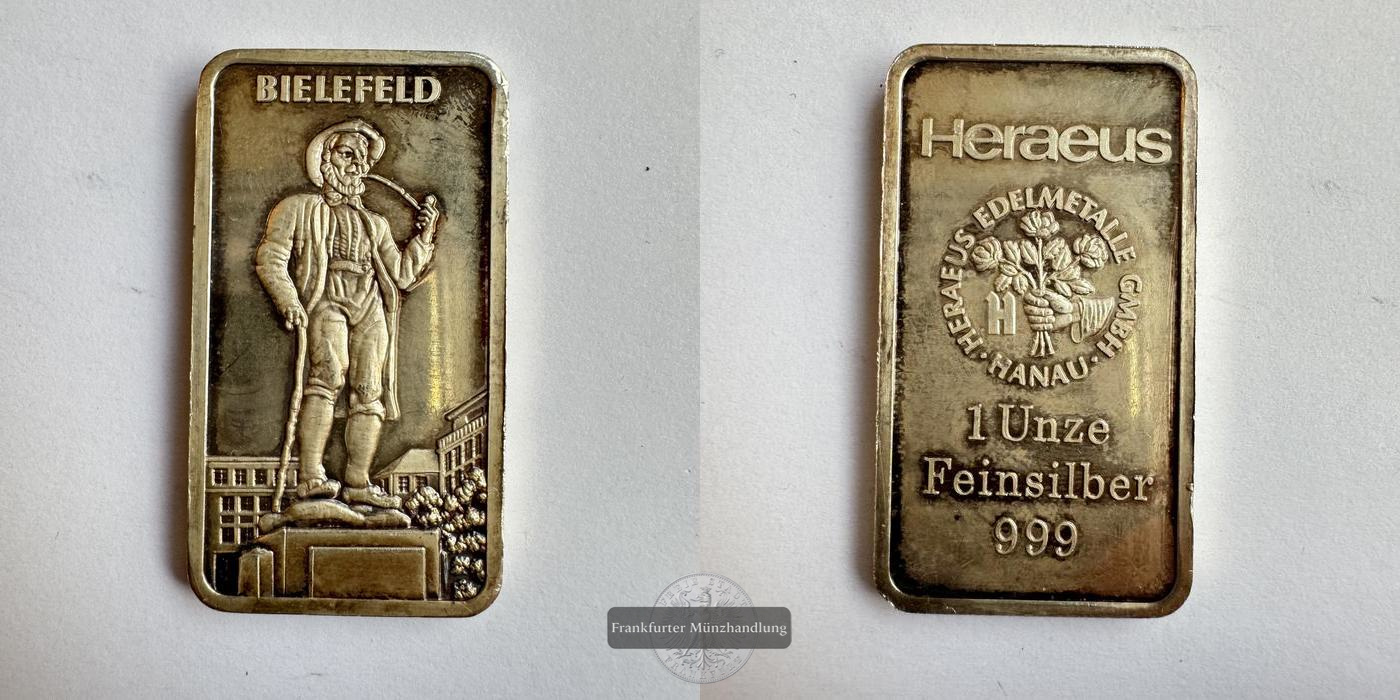 BIELEFELD
Heraeus
HERAEUS EDELMETALLE GMBH
· HANAU ·
H
1 Unze
Feinsilber
999
Frankfurter Münzhandlung